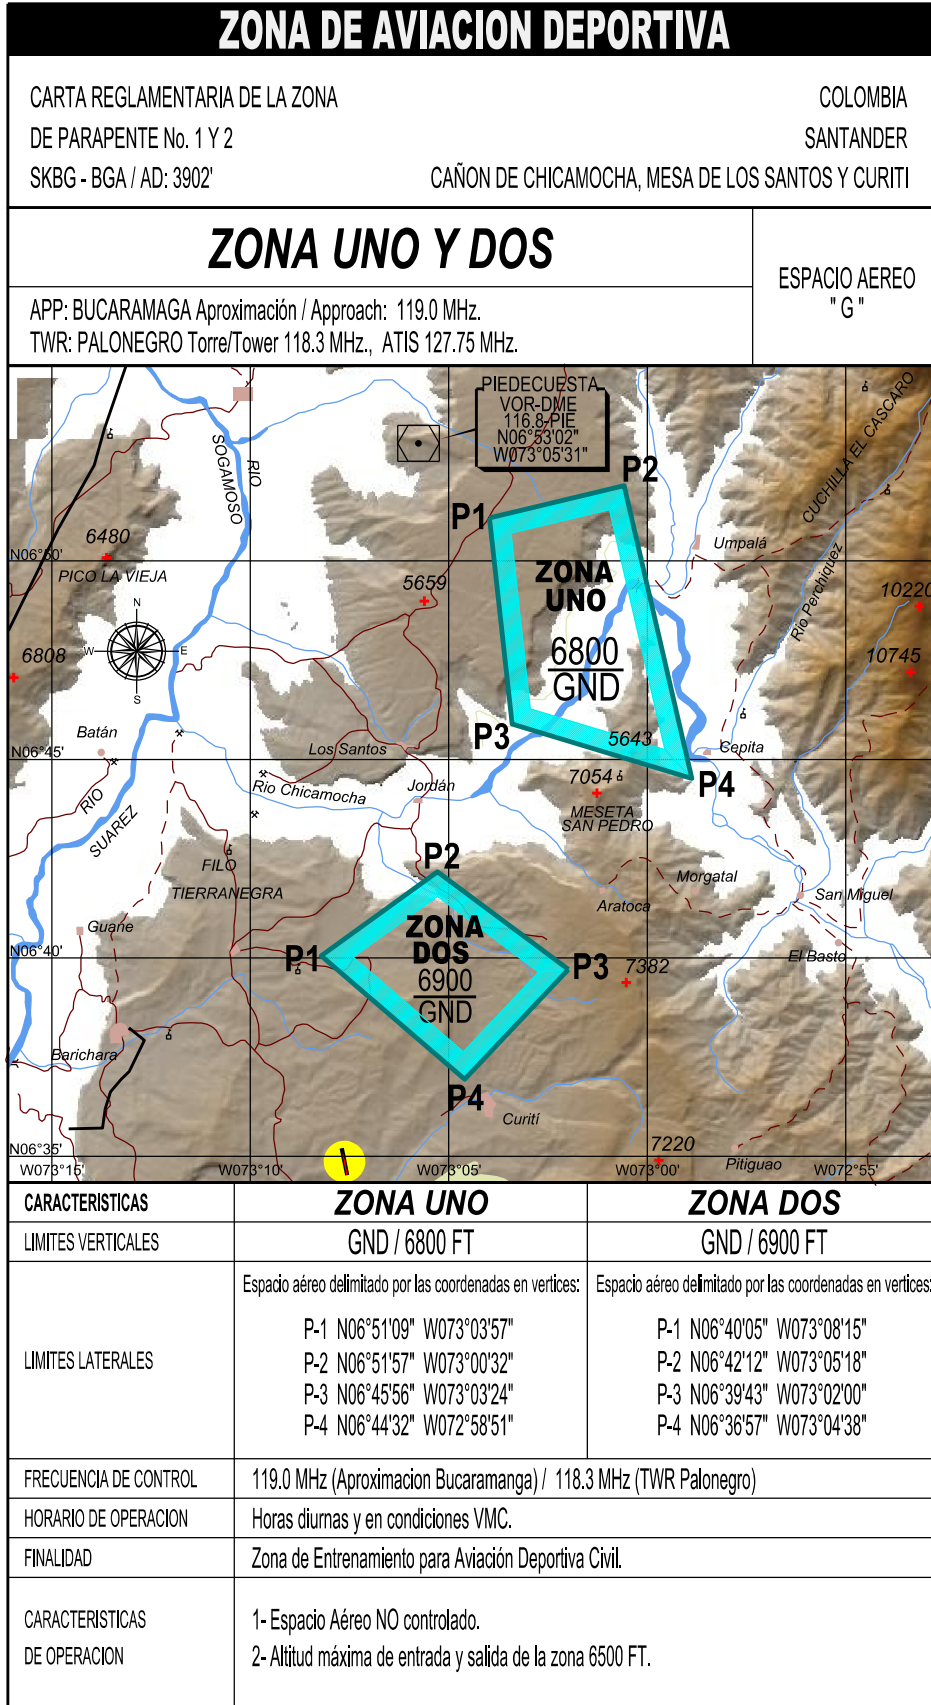 ZONA DE AVIACION DEPORTIVA
CARTA REGLAMENTARIA DE LA ZONA
DE PARAPENTE No. 1 Y 2
SKBG - BGA / AD: 3902'
COLOMBIA
SANTANDER
CAÑON DE CHICAMOCHA, MESA DE LOS SANTOS Y CURITI
ZONA UNO Y DOS
APP: BUCARAMAGA Aproximación / Approach: 119.0 MHz.
TWR: PALONEGRO Torre/Tower 118.3 MHz., ATIS 127.75 MHz.
ESPACIO AEREO
" G "
PIEDECUESTA
VOR-DME
116.8-PIE
N06°53'02"
W073°05'31"
CUCHILLA EL CASCARO
RIO
SOGAMOSO
P2
P1
6480
N06°50'
PICO LA VIEJA
Umpalá
ZONA
UNO
5659
Rio Perchiquez
10220
N
W
E
S
6808
6800
GND
10745
P3
Batán
Los Santos
5643
Cepita
N06°45'
RIO
SUAREZ
Rio Chicamocha
Jordán
7054
P4
MESETA
SAN PEDRO
FILO
TIERRANEGRA
P2
Morgatal
San Miguel
Aratoca
Guane
ZONA
DOS
N06°40'
P1
P3
7382
El Basto
6900
GND
Barichara
P4
Curití
N06°35'
7220
Pitiguao
W073°15'
W073°10'
W073°05'
W073°00'
W072°55'
CARACTERISTICAS
ZONA UNO
ZONA DOS
LIMITES VERTICALES
GND / 6800 FT
GND / 6900 FT
LIMITES LATERALES
Espacio aéreo delimitado por las coordenadas en vertices:
P-1 N06°51'09" W073°03'57"
P-2 N06°51'57" W073°00'32"
P-3 N06°45'56" W073°03'24"
P-4 N06°44'32" W072°58'51"
Espacio aéreo delimitado por las coordenadas en vertices:
P-1 N06°40'05" W073°08'15"
P-2 N06°42'12" W073°05'18"
P-3 N06°39'43" W073°02'00"
P-4 N06°36'57" W073°04'38"
FRECUENCIA DE CONTROL
119.0 MHz (Aproximacion Bucaramanga) / 118.3 MHz (TWR Palonegro)
HORARIO DE OPERACION
Horas diurnas y en condiciones VMC.
FINALIDAD
Zona de Entrenamiento para Aviación Deportiva Civil.
CARACTERISTICAS
DE OPERACION
1- Espacio Aéreo NO controlado.
2- Altitud máxima de entrada y salida de la zona 6500 FT.